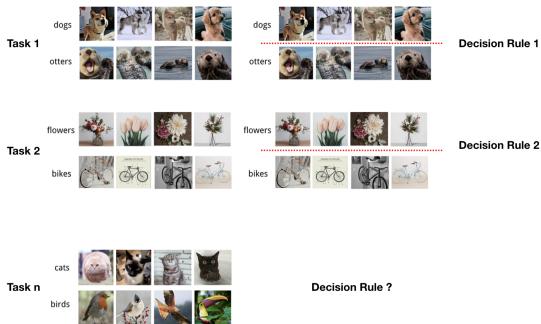 dogs
dogs
Task 1
Decision Rule 1
otters
otters
flowers
flowers
Task 2
Decision Rule 2
bikes
bikes
cats
Task n
Decision Rule ?
birds